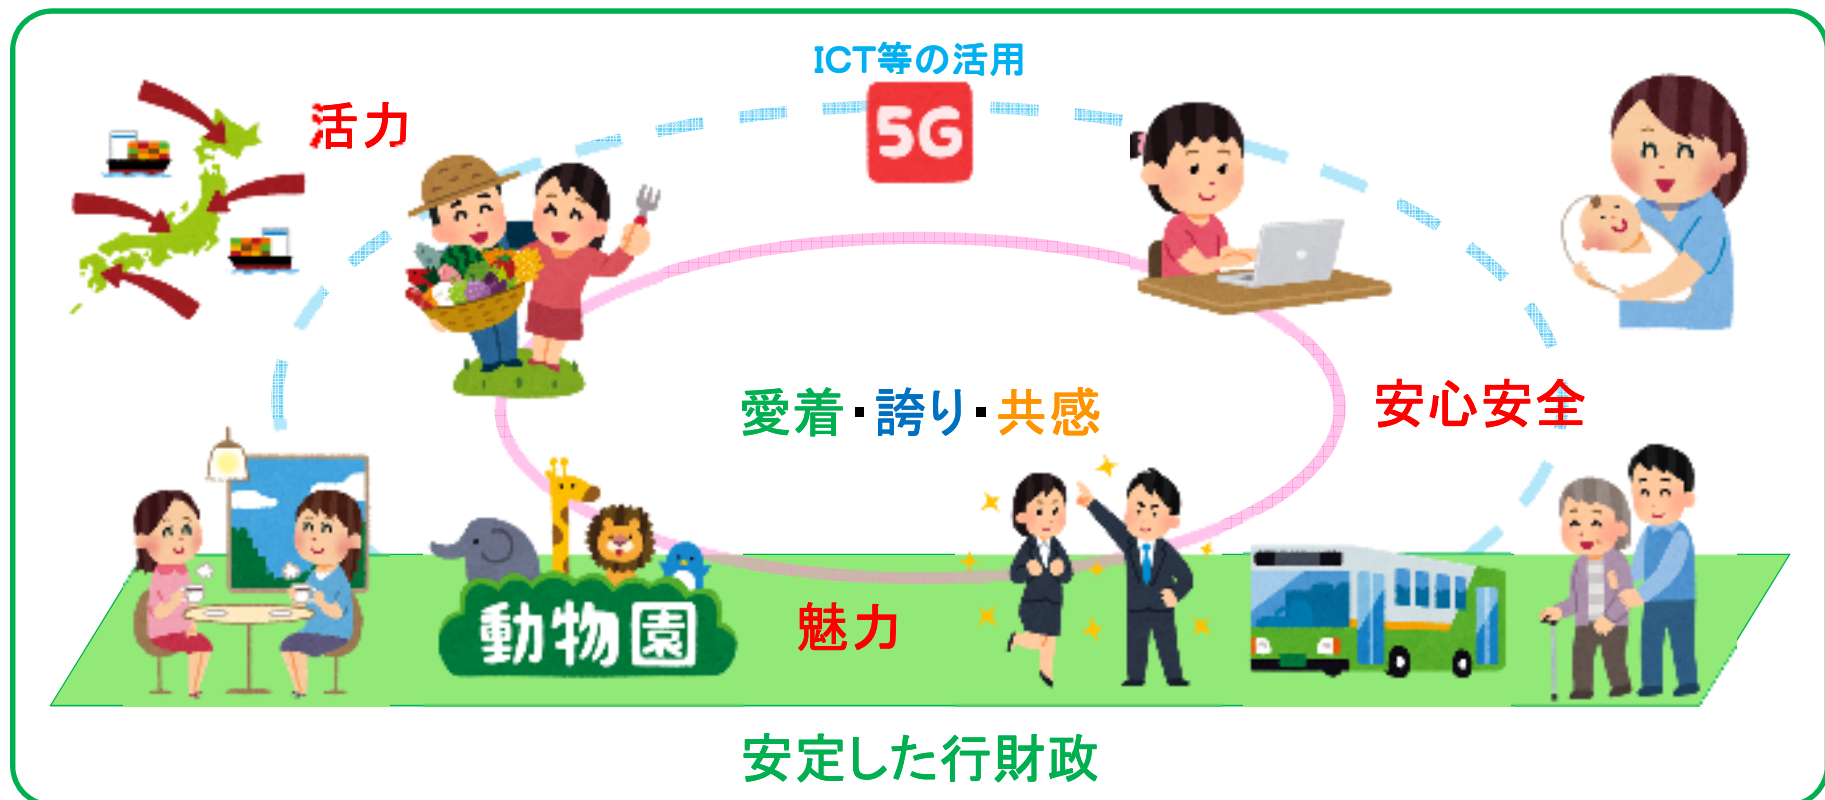 ICT等の活用
5G
活力
愛着・誇り・共感
安心安全
動物園
魅力
安定した行財政